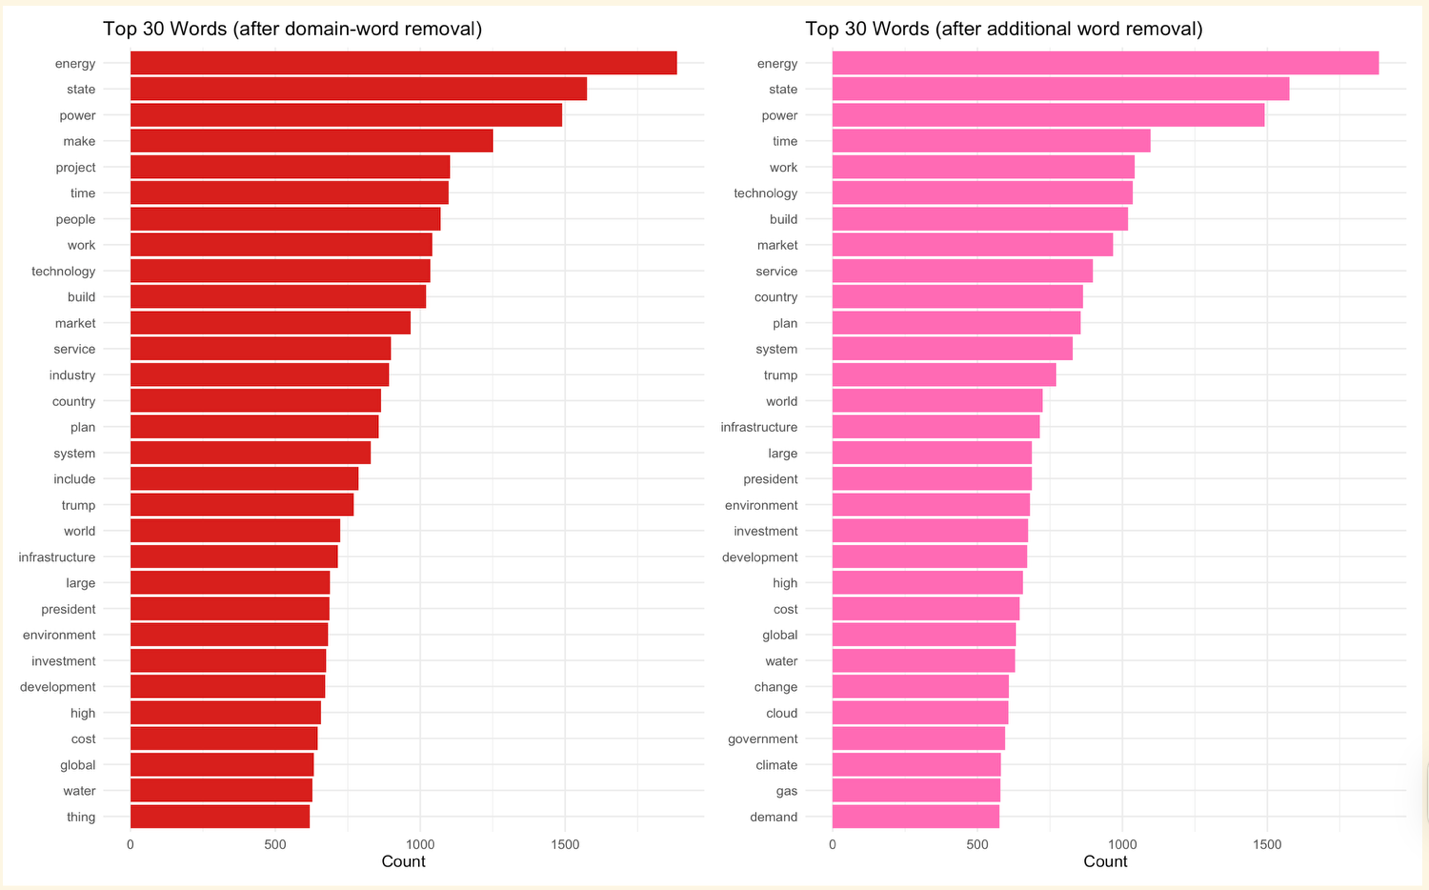 Top 30 Words (after domain-word removal)
energy
state
power
make
project
time
people
work
technology
build
market
service
industry
country
plan
system
include
trump
world
infrastructure
large
president
environment
investment
development
high
cost
global
water
thing
0 500 1000 1500
Count
Top 30 Words (after additional word removal)
energy
state
power
time
work
technology
build
market
service
country
plan
system
trump
world
infrastructure
large
president
environment
investment
development
high
cost
global
water
change
cloud
government
climate
gas
demand
0 500 1000 1500
Count